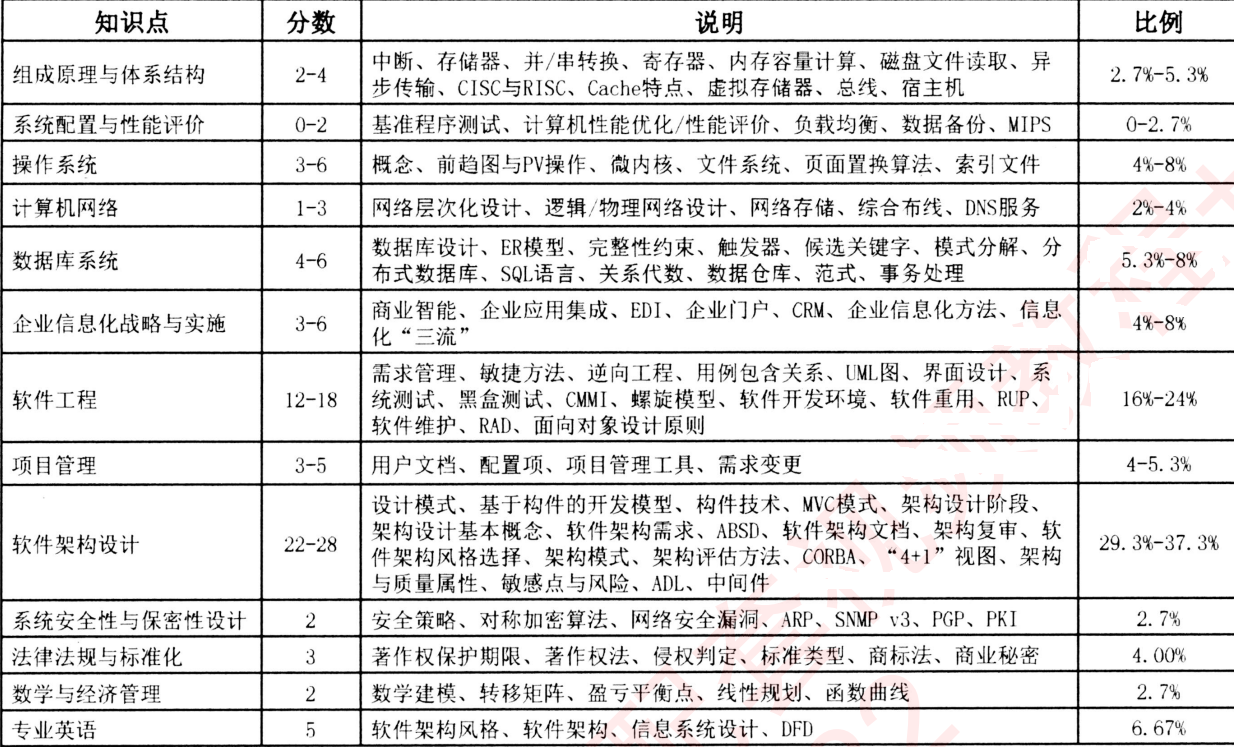 知识点 分数 说明 比例
组成原理与体系结构 2-4 中断、存储器、并/串转换、寄存器、内存容量计算、磁盘文件读取、异 2.7%-5.3%
步传输、CISC与RISC、Cache特点、虚拟存储器、总线、宿主机
系统配置与性能评价 0-2 基准程序测试、计算机性能优化/性能评价、负载均衡、数据备份、MIPS 0-2.7%
操作系统 3-6 概念、前趋图与PV操作、微内核、文件系统、页面置换算法、索引文件 4%-8%
计算机网络 1-3 网络层次化设计、逻辑/物理网络设计、网络存储、综合布线、DNS服务 2%-4%
数据库系统 4-6 数据库设计、ER模型、完整性约束、触发器、候选关键字、模式分解、分 5.3%-8%
布式数据库、SQL语言、关系代数、数据仓库、范式、事务处理
企业信息化战略与实施 3-6 商业智能、企业应用集成、EDI、企业门户、CRM、企业信息化方法、信息 4%-8%
化“三流”
软件工程 12-18 需求管理、敏捷方法、逆向工程、用例包含关系、UML图、界面设计、系 16%-24%
统测试、黑盒测试、CMMI、螺旋模型、软件开发环境、软件重用、RUP、
软件维护、RAD、面向对象设计原则
项目管理 3-5 用户文档、配置项、项目管理工具、需求变更 4-5.3%
软件架构设计 22-28 设计模式、基于构件的开发模型、构件技术、MVC模式、架构设计阶段、 29.3%-37.3%
架构设计基本概念、软件架构需求、ABSD、软件架构文档、架构复审、软
件架构风格选择、架构模式、架构评估方法、CORBA、“4+1”视图、架构
与质量属性、敏感点与风险、ADL、中间件
系统安全性与保密性设计 2 安全策略、对称加密算法、网络安全漏洞、ARP、SNMP v3、PGP、PKI 2.7%
法律法规与标准化 3 著作权保护期限、著作权法、侵权判定、标准类型、商标法、商业秘密 4.00%
数学与经济管理 2 数学建模、转移矩阵、盈亏平衡点、线性规划、函数曲线 2.7%
专业英语 5 软件架构风格、软件架构、信息系统设计、DFD 6.67%